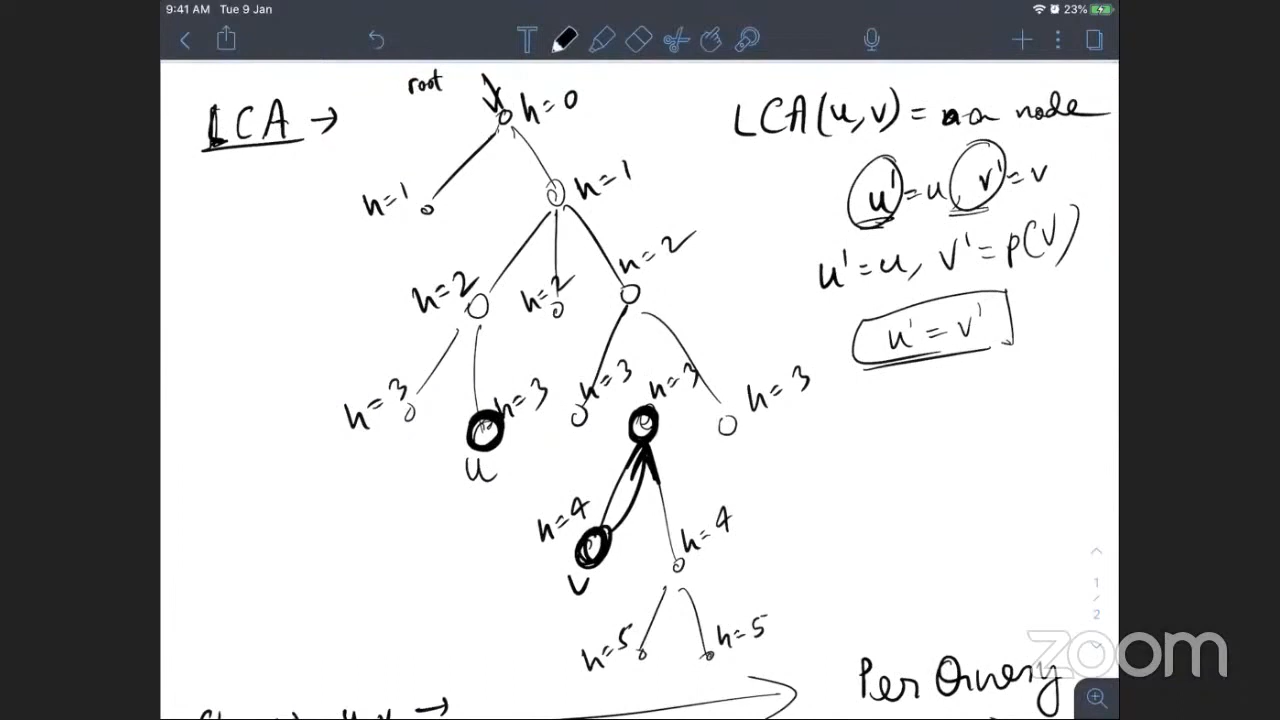 9:41 AM Tue 9 Jan
23%
T
root
h=0
LCA →
LCA(u,v) = a node
h=1
h=1
u'=u v'=v
u'=u, v'=p(v)
h=2
h=2
h=2
u'=v'
h=3
h=3
h=3
h=3
h=3
u
h=4
h=4
v
h=5
h=5
1
/
2
zoom
Per Query